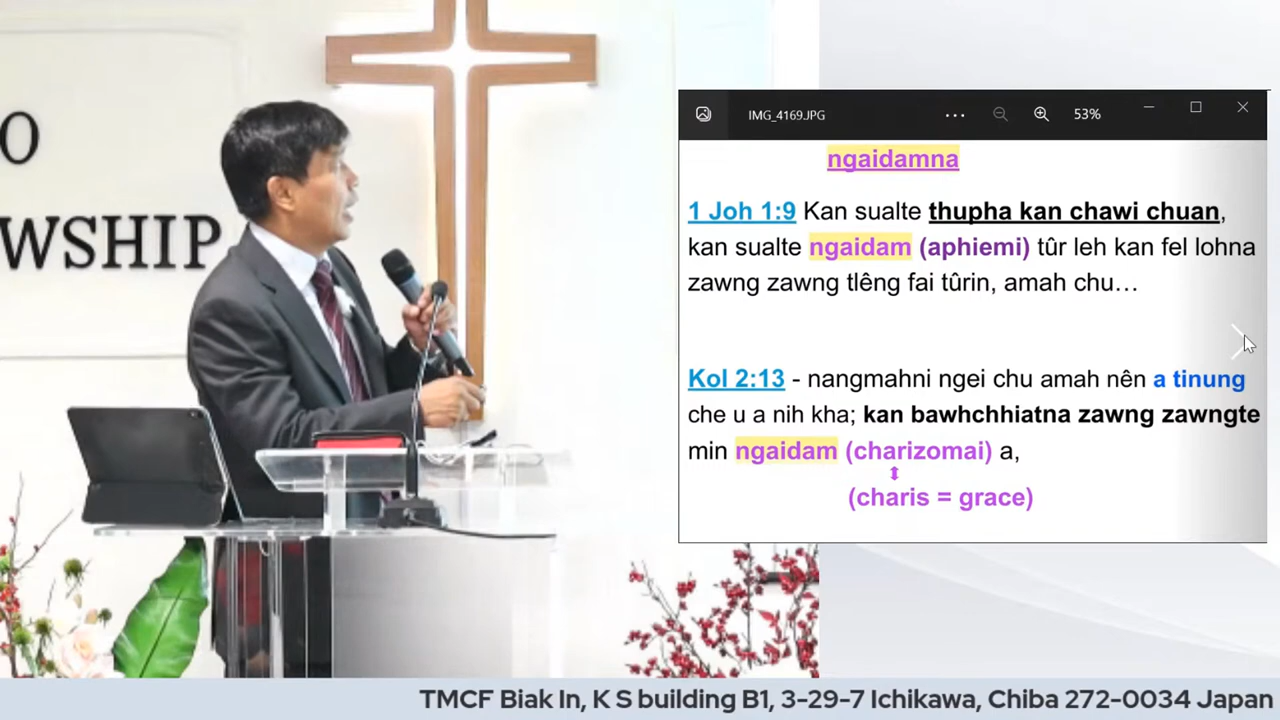 O
WSHIP
IMG_4169.JPG
53%
ngaidamna
1 Joh 1:9 Kan sualte thupha kan chawi chuan,
kan sualte ngaidam (aphiemi) tûr leh kan fel lohna
zawng zawng tlêng fai tûrin, amah chu…
Kol 2:13 - nangmahni ngei chu amah nên a tinung
che u a nih kha; kan bawhchhiatna zawng zawngte
min ngaidam (charizomai) a,
(charis = grace)
TMCF Biak In, K S building B1, 3-29-7 Ichikawa, Chiba 272-0034 Japan